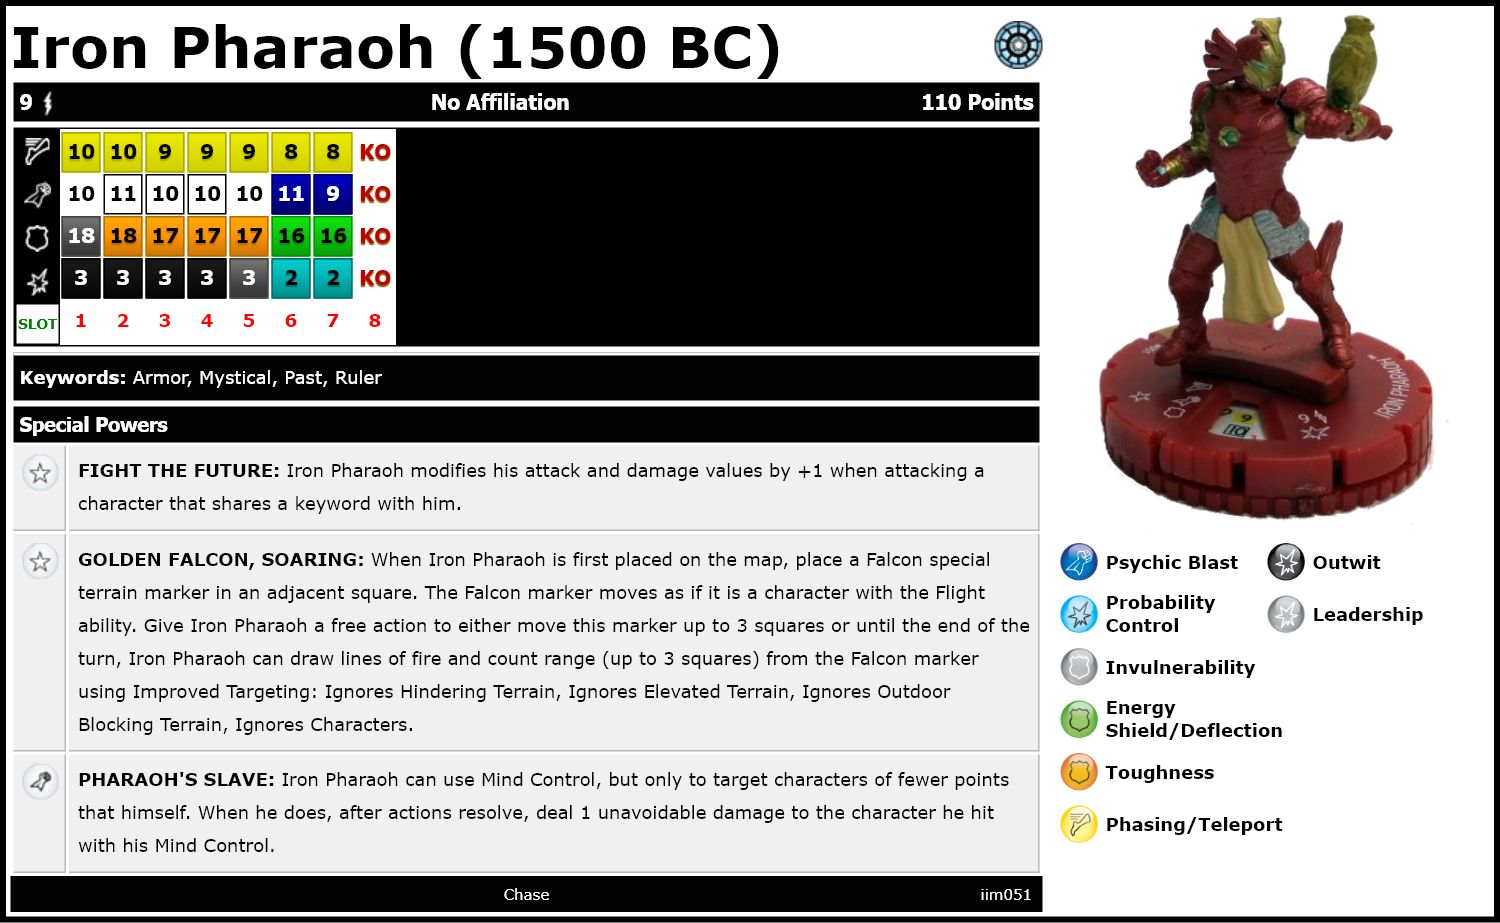 Iron Pharaoh (1500 BC)
9 No Affiliation 110 Points
10 10 9 9 9 8 8 KO
10 11 10 10 10 11 9 KO
18 18 17 17 17 16 16 KO
3 3 3 3 3 2 2 KO
SLOT 1 2 3 4 5 6 7 8
Keywords: Armor, Mystical, Past, Ruler
Special Powers
FIGHT THE FUTURE: Iron Pharaoh modifies his attack and damage values by +1 when attacking a
character that shares a keyword with him.
GOLDEN FALCON, SOARING: When Iron Pharaoh is first placed on the map, place a Falcon special
terrain marker in an adjacent square. The Falcon marker moves as if it is a character with the Flight
ability. Give Iron Pharaoh a free action to either move this marker up to 3 squares or until the end of the
turn, Iron Pharaoh can draw lines of fire and count range (up to 3 squares) from the Falcon marker
using Improved Targeting: Ignores Hindering Terrain, Ignores Elevated Terrain, Ignores Outdoor
Blocking Terrain, Ignores Characters.
PHARAOH'S SLAVE: Iron Pharaoh can use Mind Control, but only to target characters of fewer points
that himself. When he does, after actions resolve, deal 1 unavoidable damage to the character he hit
with his Mind Control.
Chase iim051
IRON PHARAOH
9
9
10
Psychic Blast
Outwit
Probability
Control
Leadership
Invulnerability
Energy
Shield/Deflection
Toughness
Phasing/Teleport